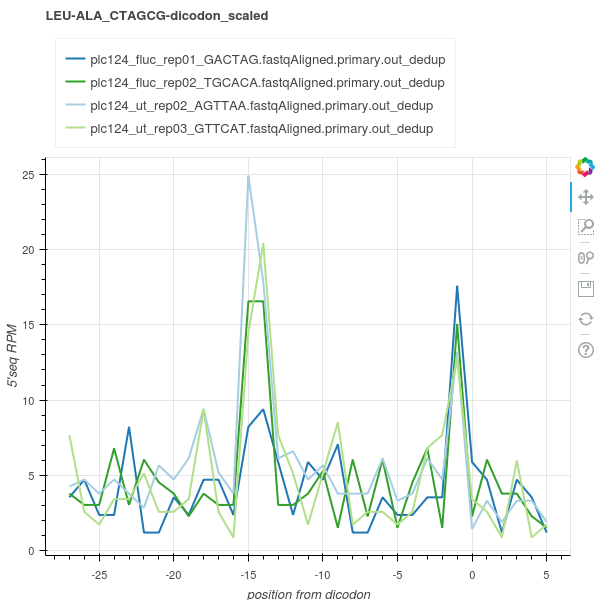 LEU-ALA_CTAGCG-dicodon_scaled
plc124_fluc_rep01_GACTAG.fastqAligned.primary.out_dedup
plc124_fluc_rep02_TGCACA.fastqAligned.primary.out_dedup
plc124_ut_rep02_AGTTAA.fastqAligned.primary.out_dedup
plc124_ut_rep03_GTTCAT.fastqAligned.primary.out_dedup
25
20
15
10
5
0
5'seq RPM
-25 -20 -15 -10 -5 0 5
position from dicodon